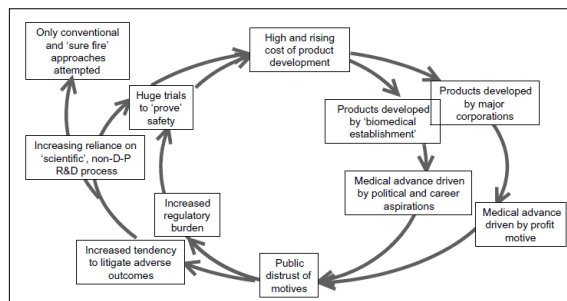 Only conventional
and ‘sure fire’
approaches
attempted
High and rising
cost of product
development
Huge trials
to ‘prove’
safety
Products developed
by ‘biomedical
establishment’
Products developed
by major
corporations
Increasing reliance on
‘scientific’, non-D-P
R&D process
Medical advance driven
by political and career
aspirations
Increased
regulatory
burden
Medical advance
driven by profit
motive
Increased tendency
to litigate adverse
outcomes
Public
distrust of
motives